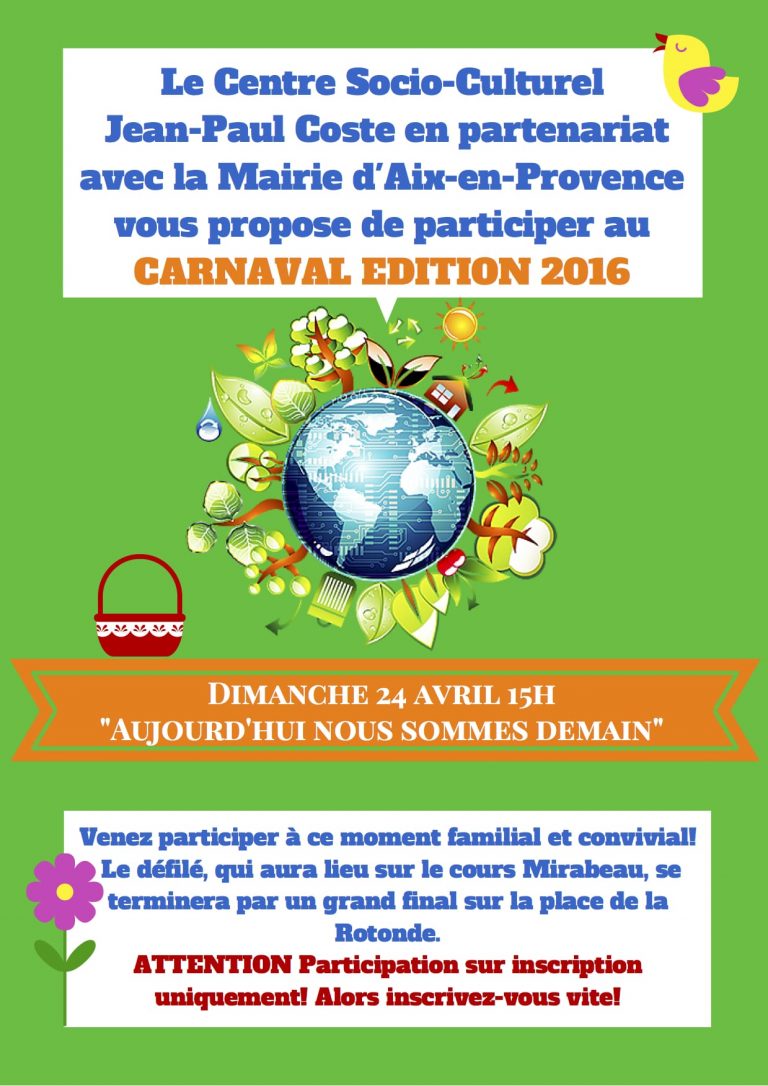 Le Centre Socio-Culturel
Jean-Paul Coste en partenariat
avec la Mairie d'Aix-en-Provence
vous propose de participer au
CARNAVAL EDITION 2016
Dimanche 24 avril 15h
"Aujourd'hui nous sommes demain"
Venez participer à ce moment familial et convivial!
Le défilé, qui aura lieu sur le cours Mirabeau, se
terminera par un grand final sur la place de la
Rotonde.
ATTENTION Participation sur inscription
uniquement! Alors inscrivez-vous vite!